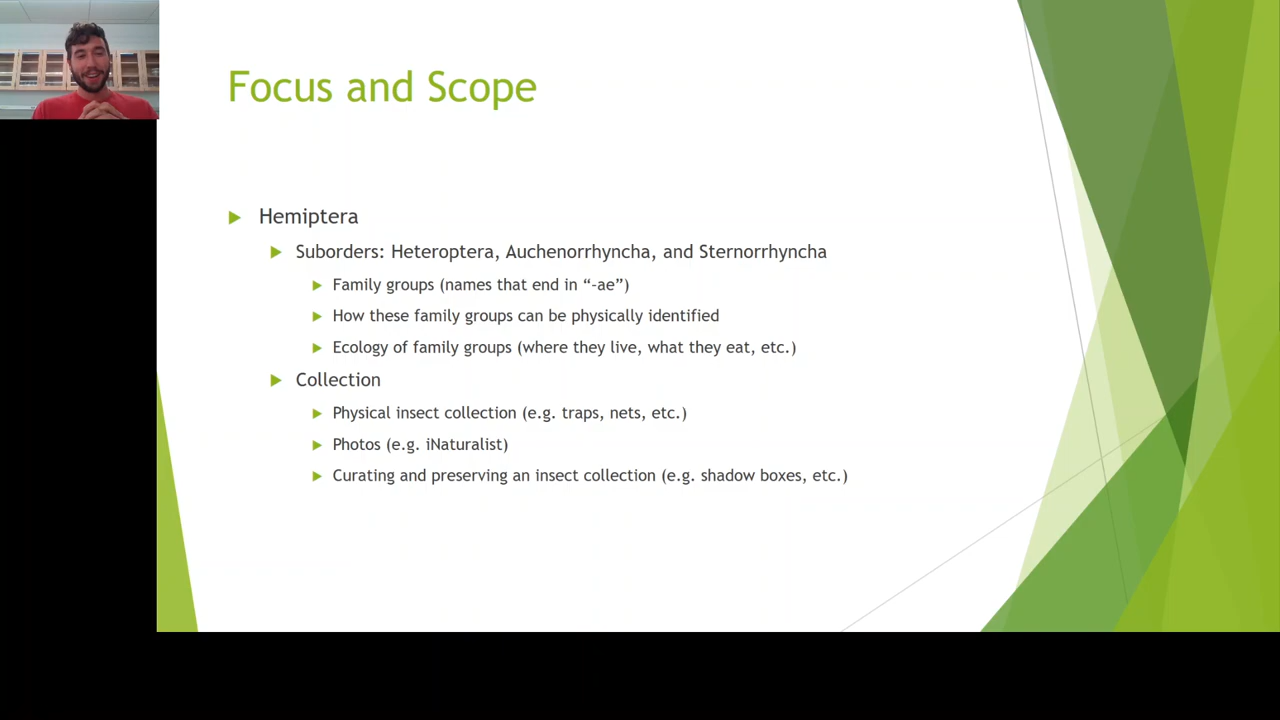 Focus and Scope
Hemiptera
Suborders: Heteroptera, Auchenorrhyncha, and Sternorrhyncha
Family groups (names that end in “-ae”)
How these family groups can be physically identified
Ecology of family groups (where they live, what they eat, etc.)
Collection
Physical insect collection (e.g. traps, nets, etc.)
Photos (e.g. iNaturalist)
Curating and preserving an insect collection (e.g. shadow boxes, etc.)